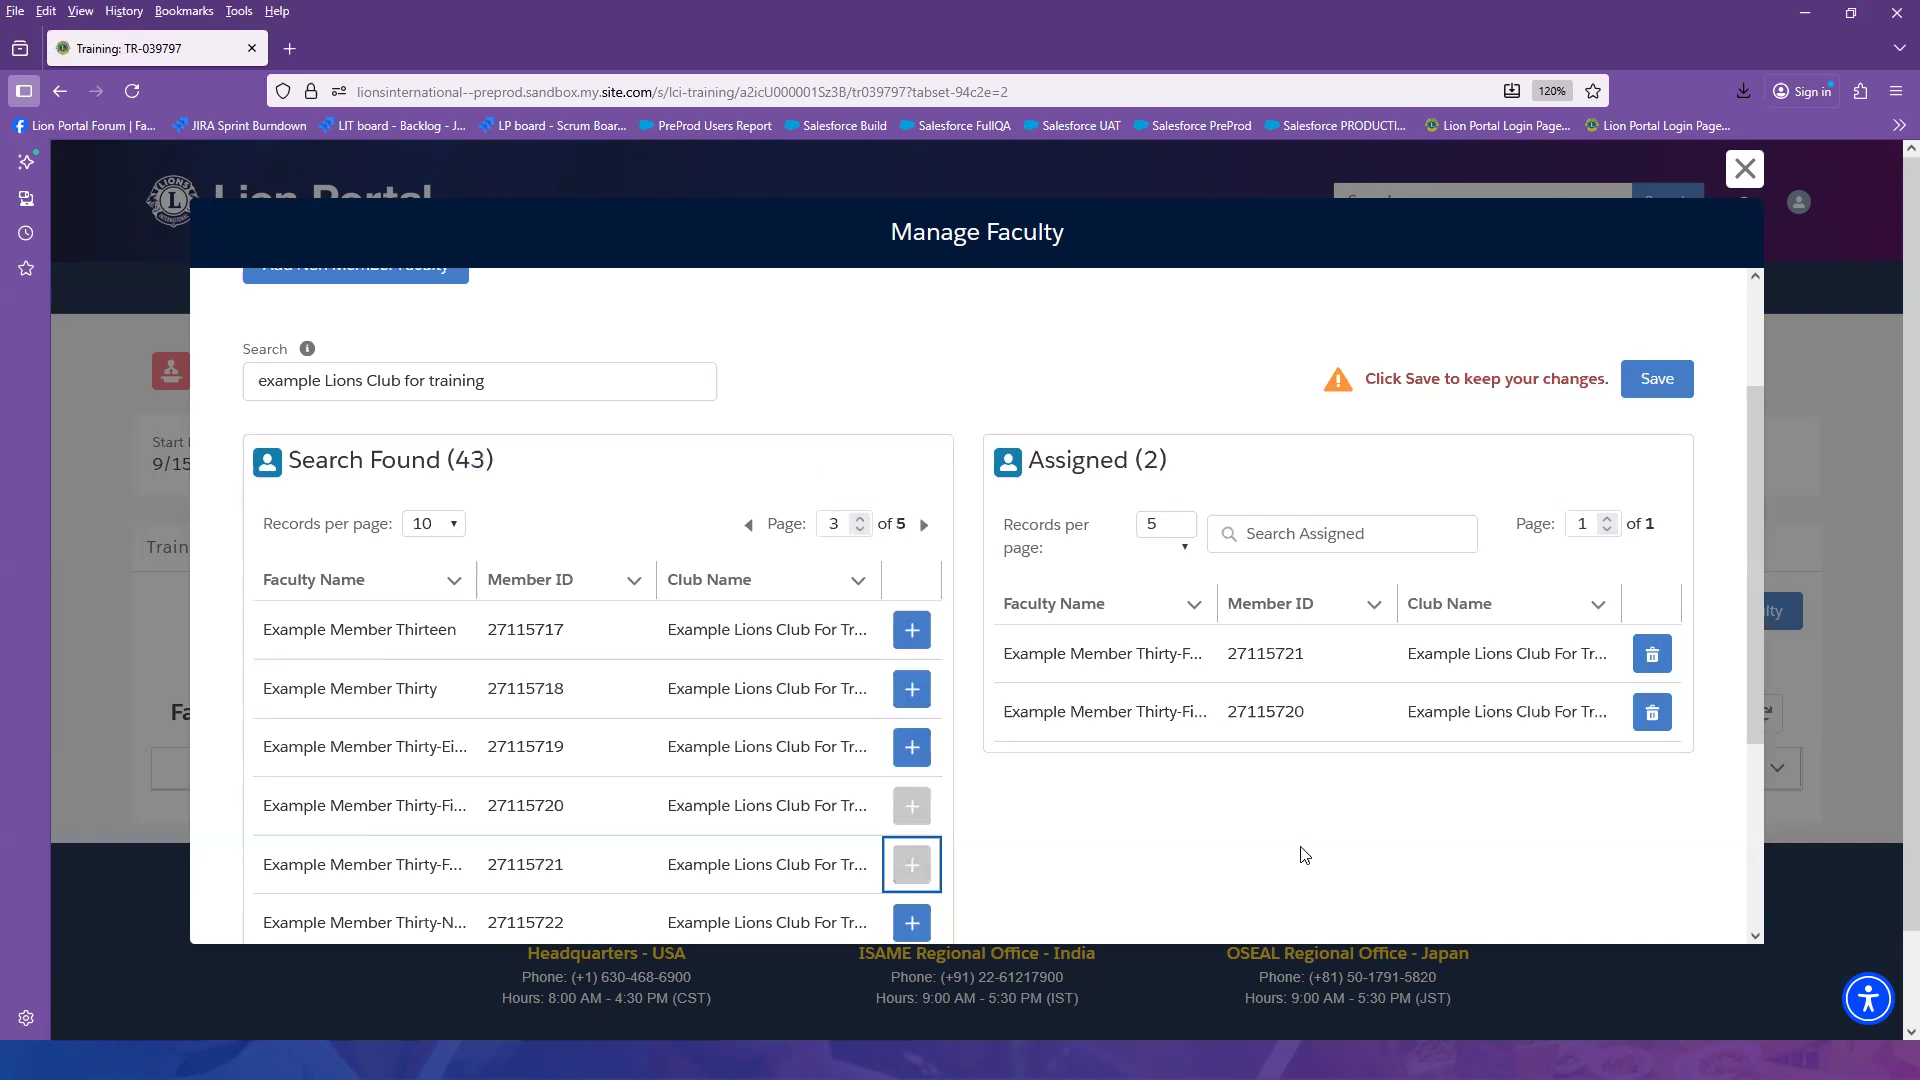 File Edit View History Bookmarks Tools Help
Training: TR-039797
lionsinternational--preprod.sandbox.my.site.com/s/lci-training/a2icU000001Sz3B/tr039797?tabset-94c2e=2
120%
Sign in
Lion Portal Forum | Fa...
JIRA Sprint Burndown
LIT board - Backlog - J...
LP board - Scrum Boar...
PreProd Users Report
Salesforce Build
Salesforce FullQA
Salesforce UAT
Salesforce PreProd
Salesforce PRODUCTI...
Lion Portal Login Page...
Lion Portal Login Page...
LIONS
L
INTERNATIONAL
Lion Portal
Manage Faculty
Add Non Member Faculty
Start
9/15
Train
Fa
lty
Search
example Lions Club for training
Click Save to keep your changes.
Save
Search Found (43)
Records per page: 10
Page: 3 of 5
Faculty Name Member ID Club Name
Example Member Thirteen 27115717 Example Lions Club For Tr...
Example Member Thirty 27115718 Example Lions Club For Tr...
Example Member Thirty-Ei... 27115719 Example Lions Club For Tr...
Example Member Thirty-Fi... 27115720 Example Lions Club For Tr...
Example Member Thirty-F... 27115721 Example Lions Club For Tr...
Example Member Thirty-N... 27115722 Example Lions Club For Tr...
Assigned (2)
Records per page: 5
Search Assigned
Page: 1 of 1
Faculty Name Member ID Club Name
Example Member Thirty-F... 27115721 Example Lions Club For Tr...
Example Member Thirty-Fi... 27115720 Example Lions Club For Tr...
Headquarters - USA
Phone: (+1) 630-468-6900
Hours: 8:00 AM - 4:30 PM (CST)
ISAME Regional Office - India
Phone: (+91) 22-61217900
Hours: 9:00 AM - 5:30 PM (IST)
OSEAL Regional Office - Japan
Phone: (+81) 50-1791-5820
Hours: 9:00 AM - 5:30 PM (JST)